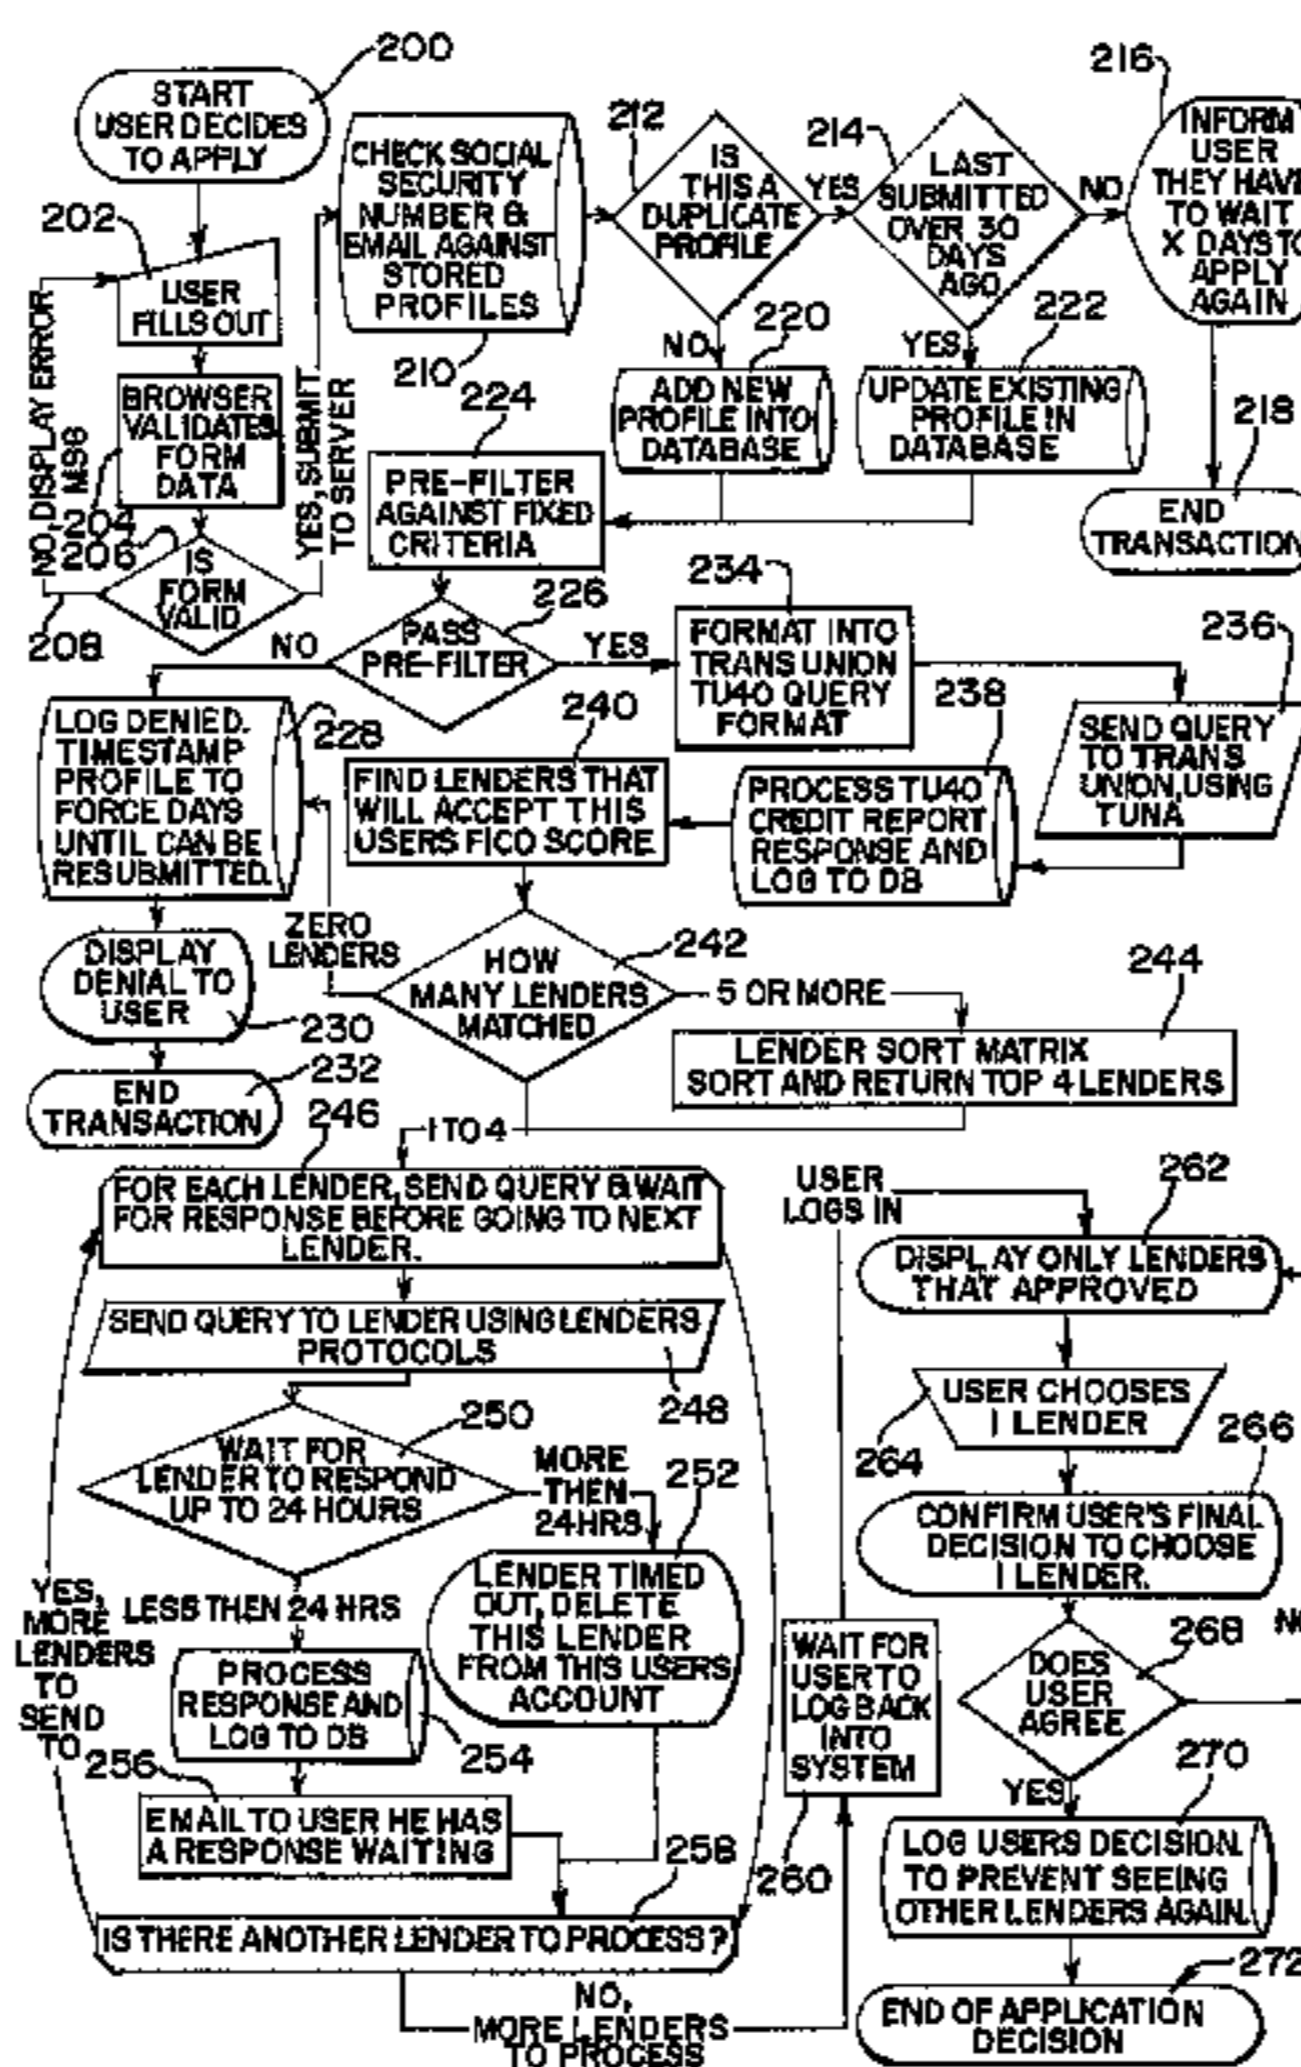 200
START
USER DECIDES
TO APPLY
202
USER
FILLS OUT
NO, DISPLAY ERROR
MSG
BROWSER
VALIDATES
FORM
DATA
204
206
IS
FORM
VALID
208
YES, SUBMIT
TO SERVER
CHECK SOCIAL
SECURITY
NUMBER &
EMAIL AGAINST
STORED
PROFILES
210
212
IS
THIS A
DUPLICATE
PROFILE
YES
214
LAST
SUBMITTED
OVER 30
DAYS
AGO
NO
216
INFORM
USER
THEY HAVE
TO WAIT
X DAYS TO
APPLY
AGAIN
218
END
TRANSACTION
NO
220
ADD NEW
PROFILE INTO
DATABASE
YES
222
UPDATE EXISTING
PROFILE IN
DATABASE
224
PRE-FILTER
AGAINST FIXED
CRITERIA
226
PASS
PRE-FILTER
NO
YES
228
LOG DENIED.
TIMESTAMP
PROFILE TO
FORCE DAYS
UNTIL CAN BE
RESUBMITTED.
DISPLAY
DENIAL TO
USER
230
232
END
TRANSACTION
234
FORMAT INTO
TRANS UNION
TU40 QUERY
FORMAT
236
SEND QUERY
TO TRANS
UNION, USING
TUNA
238
PROCESS TU40
CREDIT REPORT
RESPONSE AND
LOG TO DB
240
FIND LENDERS THAT
WILL ACCEPT THIS
USERS FICO SCORE
ZERO
LENDERS
HOW
MANY LENDERS
MATCHED
242
5 OR MORE
244
LENDER SORT MATRIX
SORT AND RETURN TOP 4 LENDERS
1 TO 4
246
FOR EACH LENDER, SEND QUERY & WAIT
FOR RESPONSE BEFORE GOING TO NEXT
LENDER.
SEND QUERY TO LENDER USING LENDERS
PROTOCOLS
248
250
WAIT FOR
LENDER TO RESPOND
UP TO 24 HOURS
MORE
THEN
24HRS
252
LENDER TIMED
OUT, DELETE
THIS LENDER
FROM THIS USERS
ACCOUNT
LESS THEN 24 HRS
PROCESS
RESPONSE AND
LOG TO DB
254
256
EMAIL TO USER HE HAS
A RESPONSE WAITING
258
IS THERE ANOTHER LENDER TO PROCESS?
YES,
MORE
LENDERS
TO
SEND
TO
NO,
MORE LENDERS
TO PROCESS
WAIT FOR
USER TO
LOG BACK
INTO
SYSTEM
260
USER
LOGS IN
262
DISPLAY ONLY LENDERS
THAT APPROVED
USER CHOOSES
1 LENDER
264
266
CONFIRM USER'S FINAL
DECISION TO CHOOSE
1 LENDER.
DOES
USER
AGREE
268
YES
270
LOG USERS DECISION
TO PREVENT SEEING
OTHER LENDERS AGAIN.
272
END OF APPLICATION
DECISION